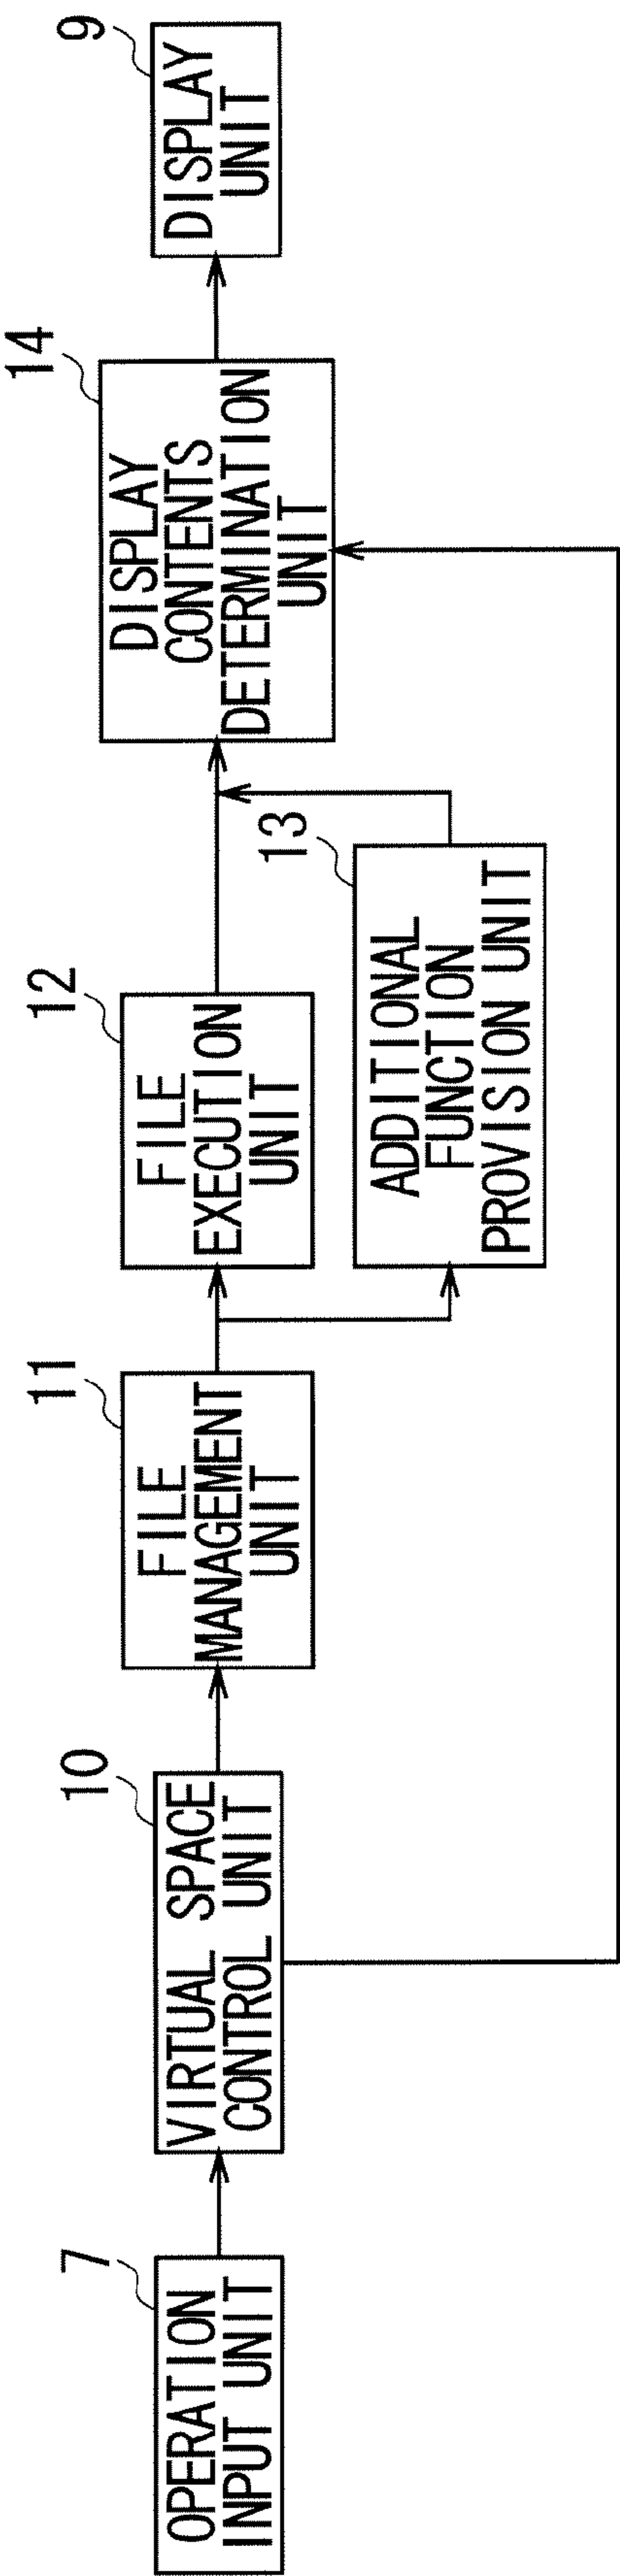 7
OPERATION
INPUT UNIT
10
VIRTUAL SPACE
CONTROL UNIT
11
FILE
MANAGEMENT
UNIT
12
FILE
EXECUTION
UNIT
13
ADDITIONAL
FUNCTION
PROVISION UNIT
14
DISPLAY
CONTENTS
DETERMINATION
UNIT
9
DISPLAY
UNIT